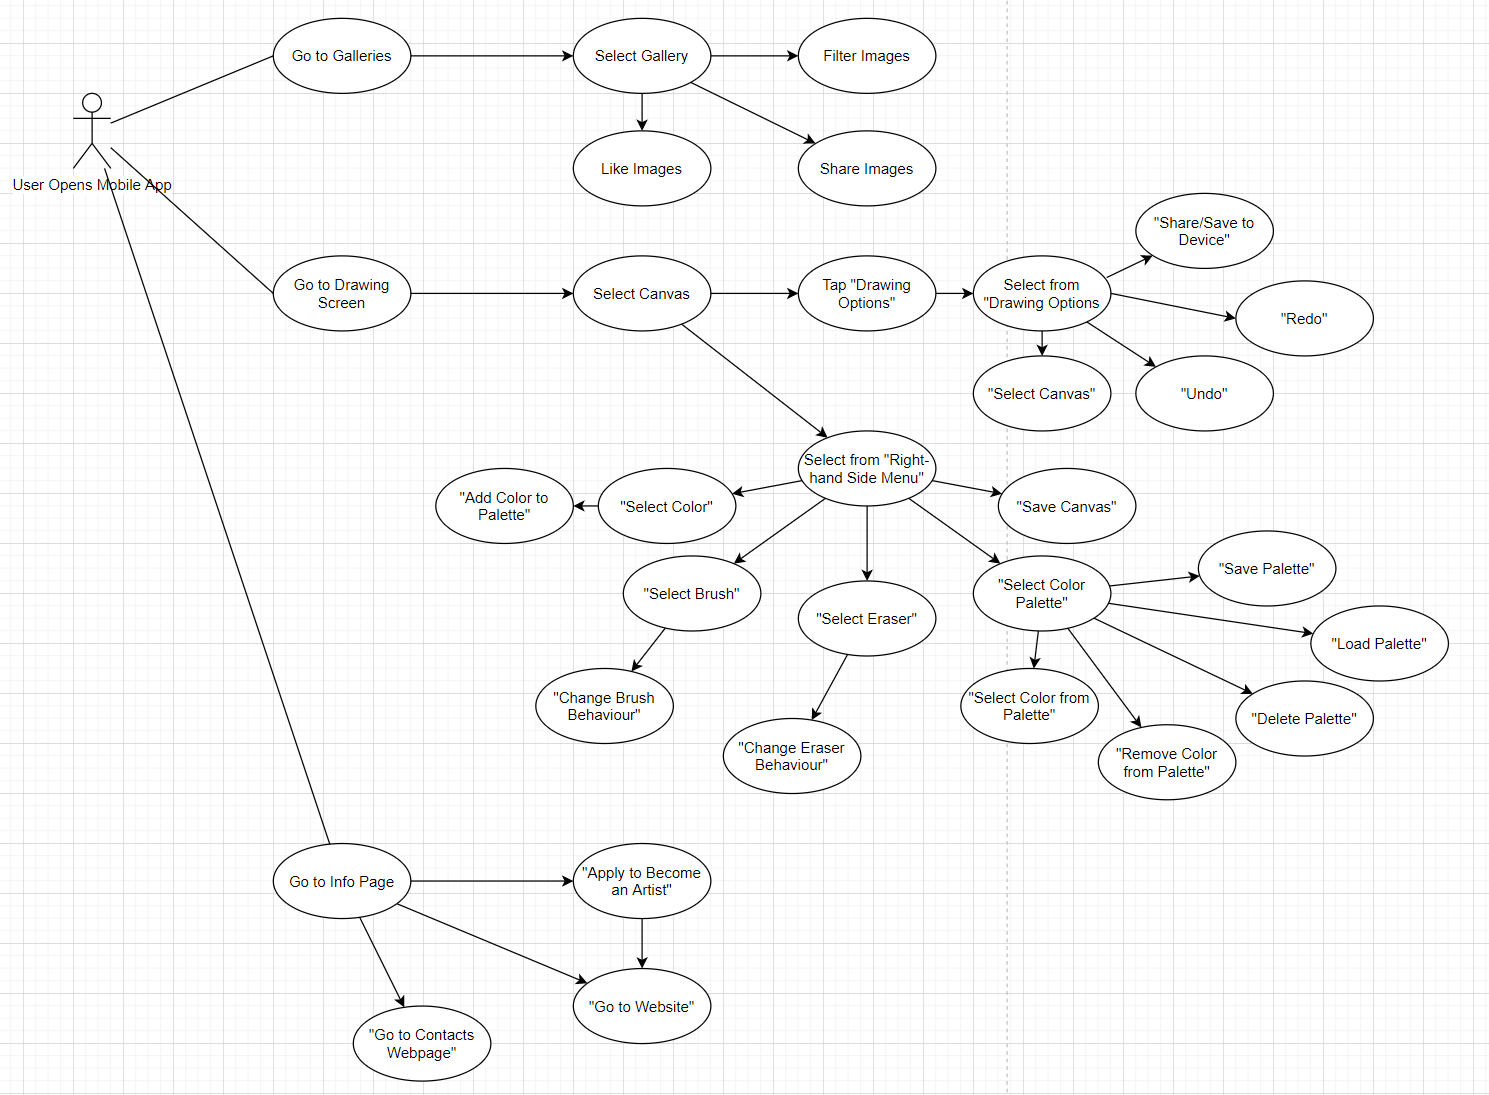 Go to Galleries
Select Gallery
Filter Images
User Opens Mobile App
Like Images
Share Images
"Share/Save to
Device"
Go to Drawing
Screen
Select Canvas
Tap "Drawing
Options"
Select from
"Drawing Options
"Redo"
"Select Canvas"
"Undo"
Select from "Right-
hand Side Menu"
"Add Color to
Palette"
"Select Color"
"Save Canvas"
"Select Brush"
"Select Eraser"
"Select Color
Palette"
"Save Palette"
"Load Palette"
"Change Brush
Behaviour"
"Select Color from
Palette"
"Delete Palette"
"Change Eraser
Behaviour"
"Remove Color
from Palette"
Go to Info Page
"Apply to Become
an Artist"
"Go to Website"
"Go to Contacts
Webpage"